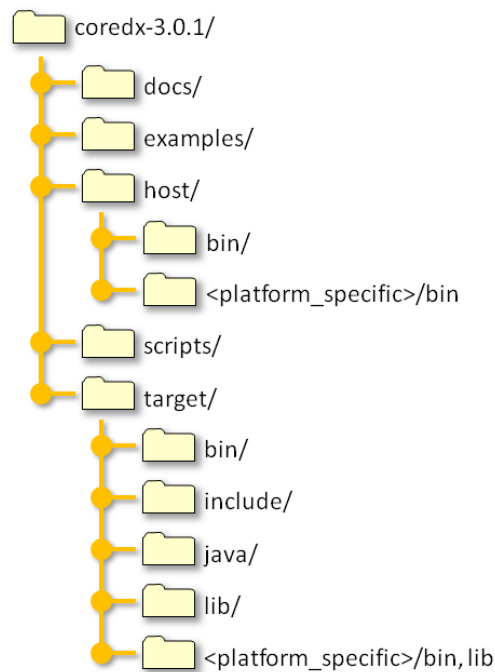 coredx-3.0.1/
docs/
examples/
host/
bin/
<platform_specific>/bin
scripts/
target/
bin/
include/
java/
lib/
<platform_specific>/bin, lib